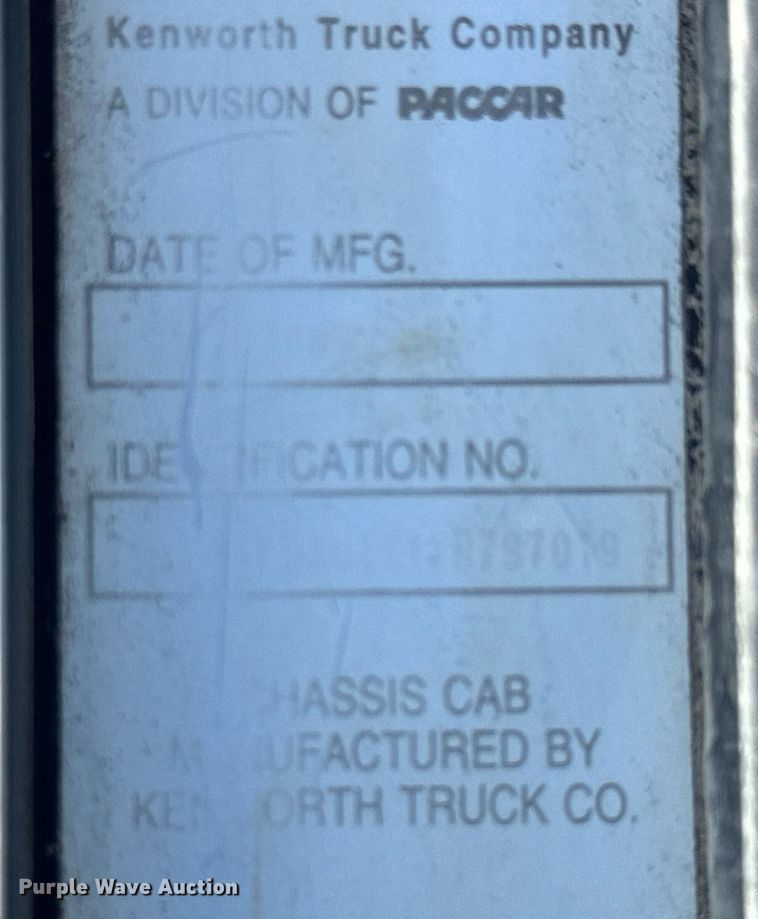 Kenworth Truck Company
A DIVISION OF PACCAR
DATE OF MFG.
IDENTIFICATION NO.
CHASSIS CAB
MANUFACTURED BY
KENWORTH TRUCK CO.
Purple Wave Auction